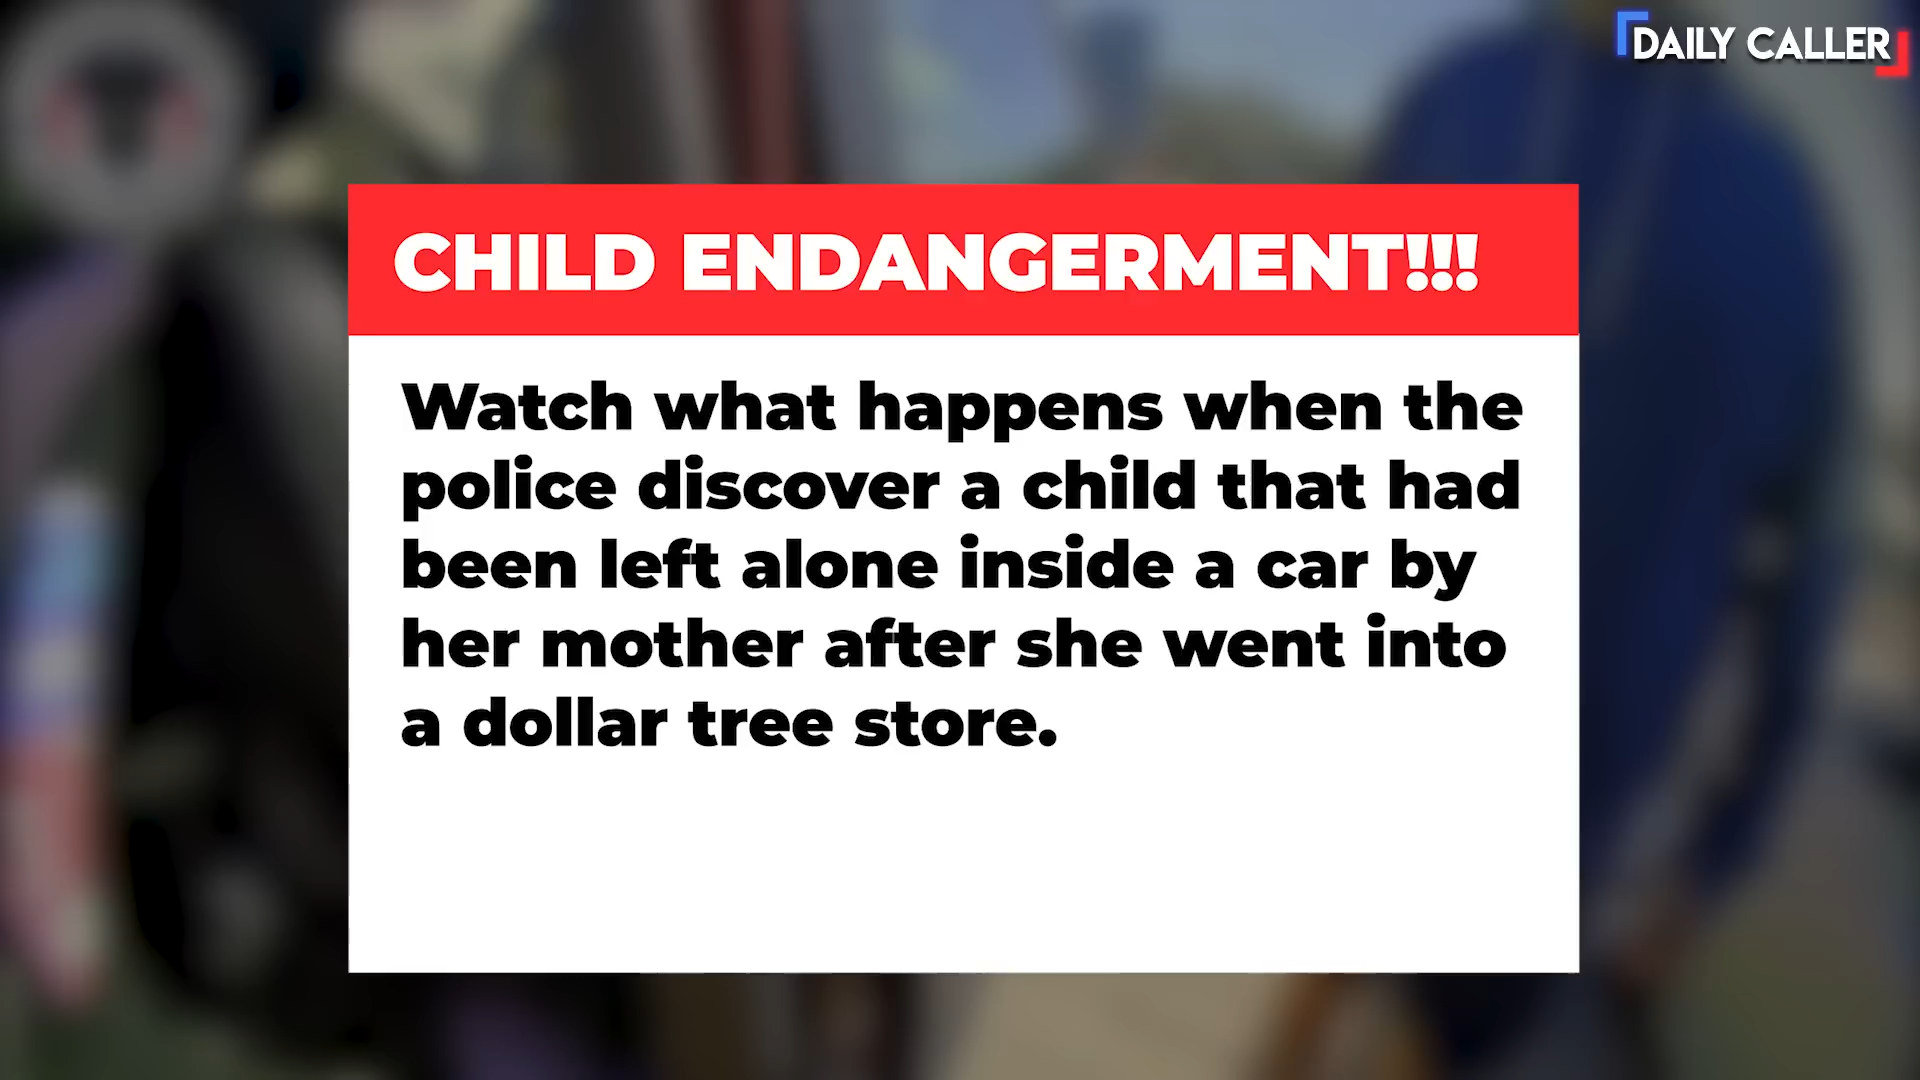 DAILY CALLER
CHILD ENDANGERMENT!!!
Watch what happens when the
police discover a child that had
been left alone inside a car by
her mother after she went into
a dollar tree store.